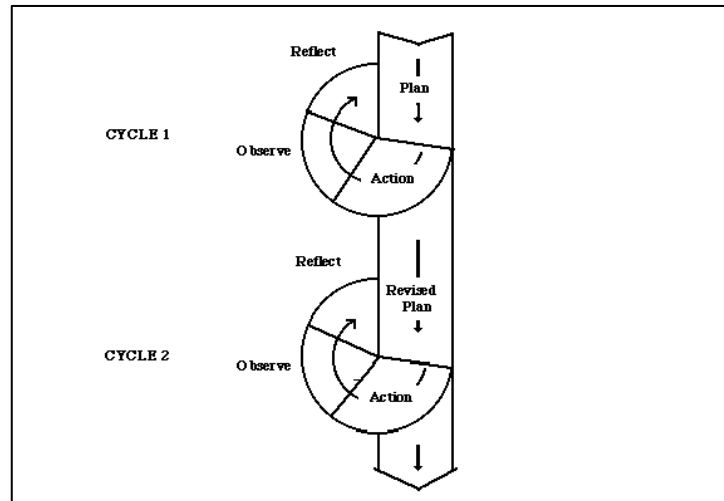 Reflect
Plan
CYCLE 1
Observe
Action
Reflect
Revised
Plan
CYCLE 2
Observe
Action